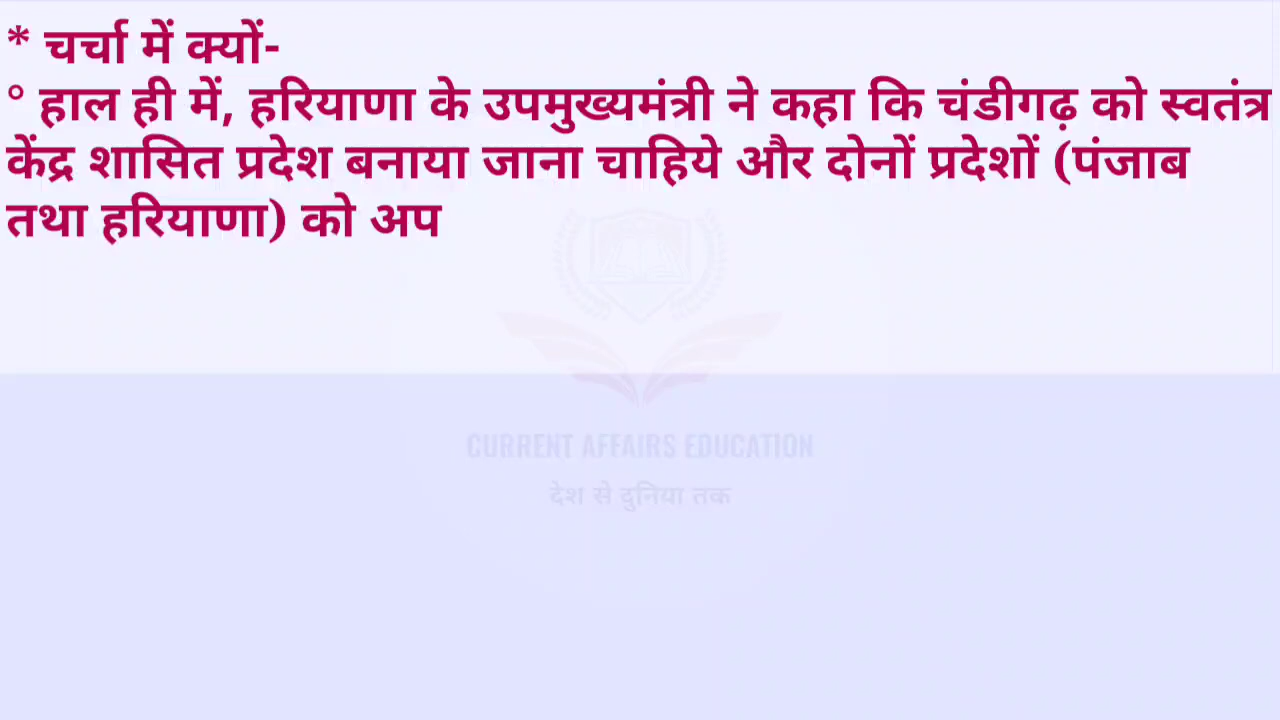 * चर्चा में क्यों-
° हाल ही में, हरियाणा के उपमुख्यमंत्री ने कहा कि चंडीगढ़ को स्वतंत्र
केंद्र शासित प्रदेश बनाया जाना चाहिये और दोनों प्रदेशों (पंजाब
तथा हरियाणा) को अप
CURRENT AFFAIRS EDUCATION
देश से दुनिया तक